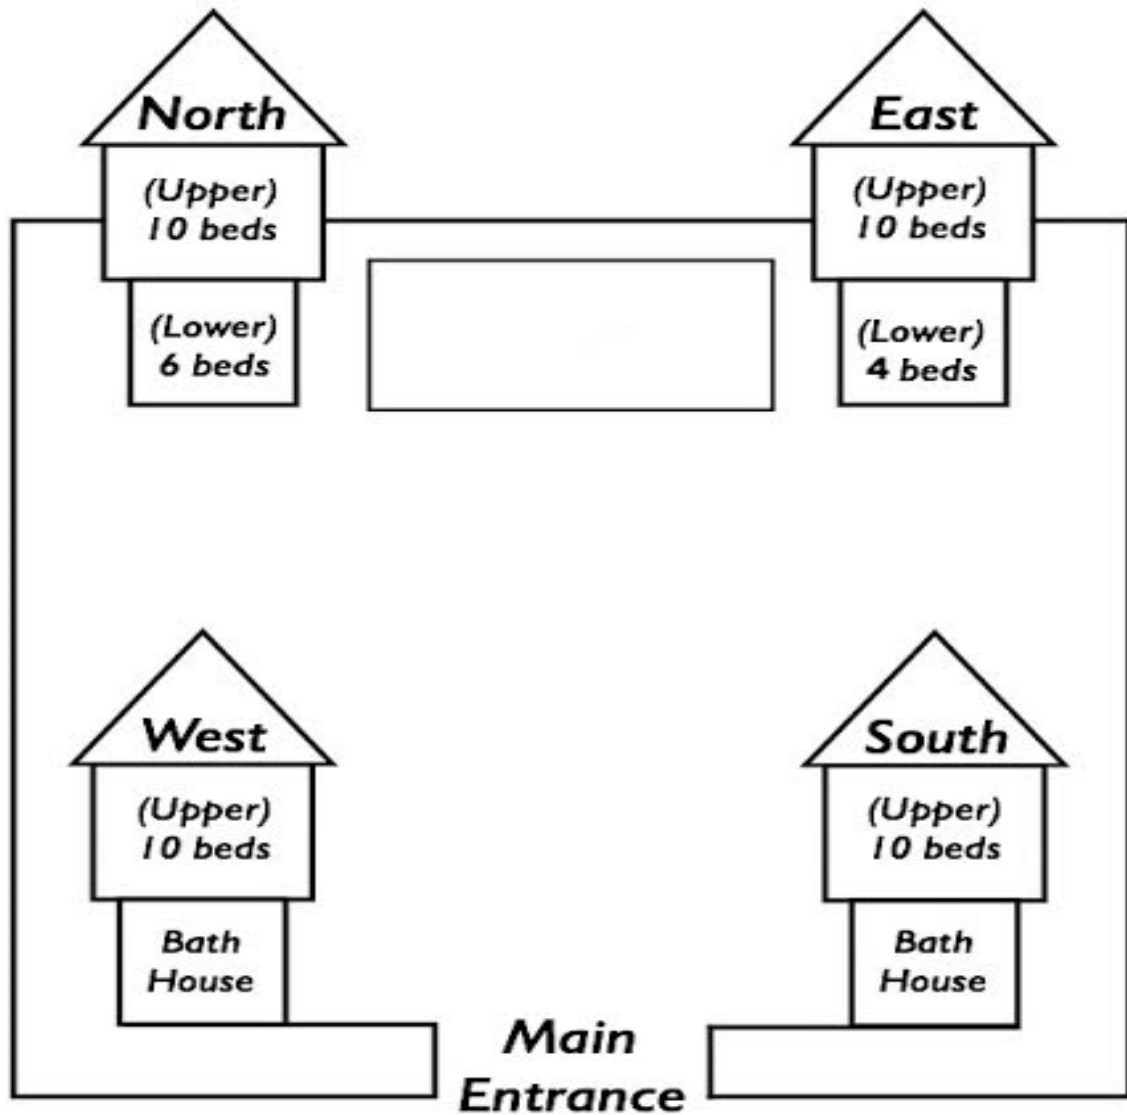 North
(Upper)
10 beds
(Lower)
6 beds
East
(Upper)
10 beds
(Lower)
4 beds
West
(Upper)
10 beds
Bath
House
South
(Upper)
10 beds
Bath
House
Main
Entrance